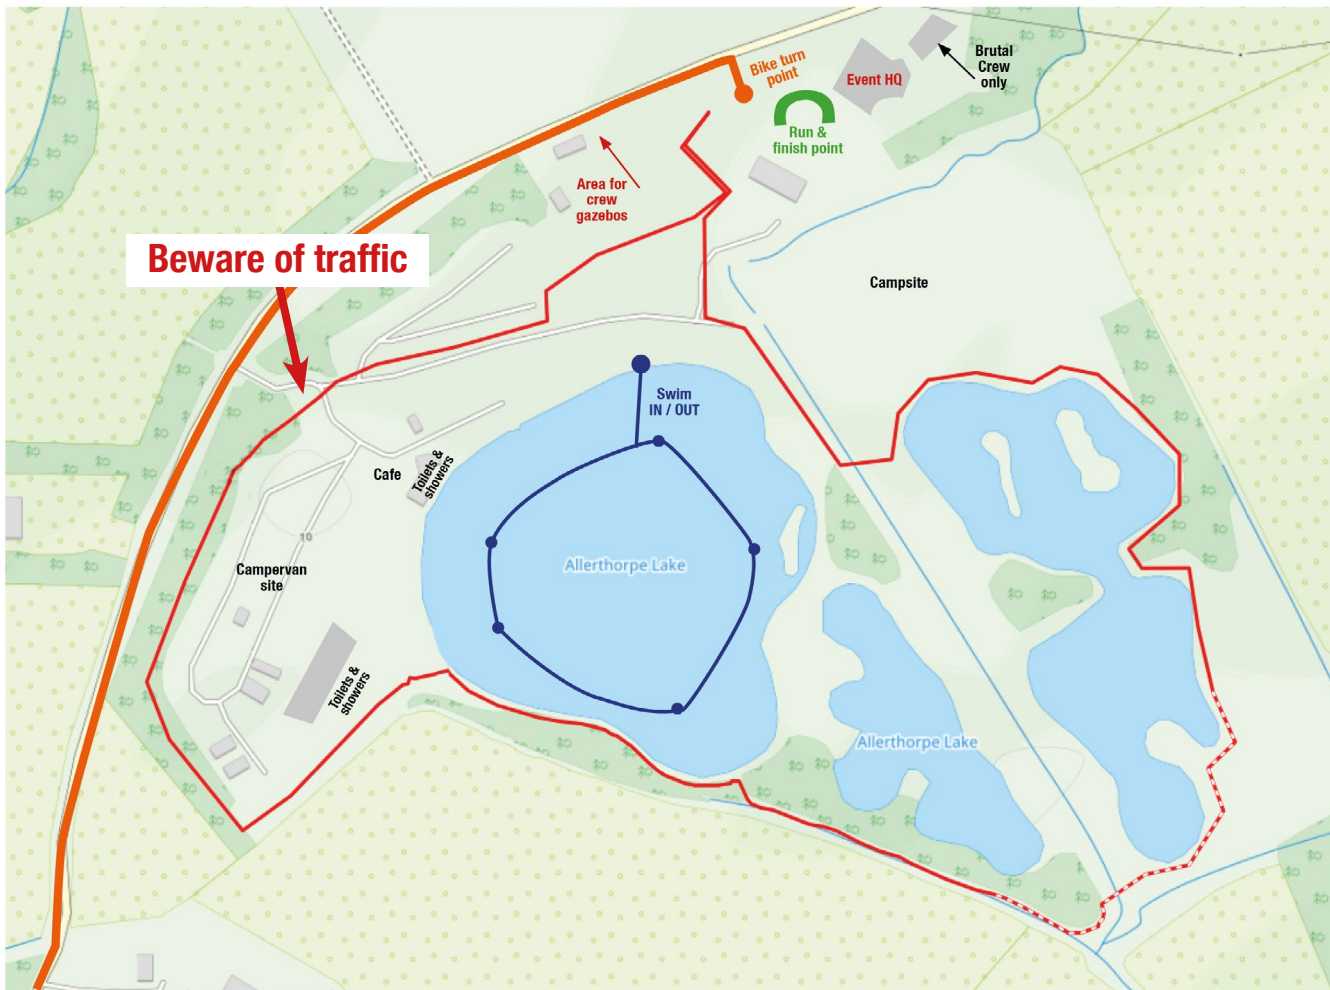 Bike turn
point
Event HQ
Brutal
Crew
only
Run &
finish point
Area for
crew
gazebos
Beware of traffic
Campsite
Swim
IN / OUT
Cafe
Toilets &
showers
10
Allerthorpe Lake
Campervan
site
Toilets &
showers
Allerthorpe Lake